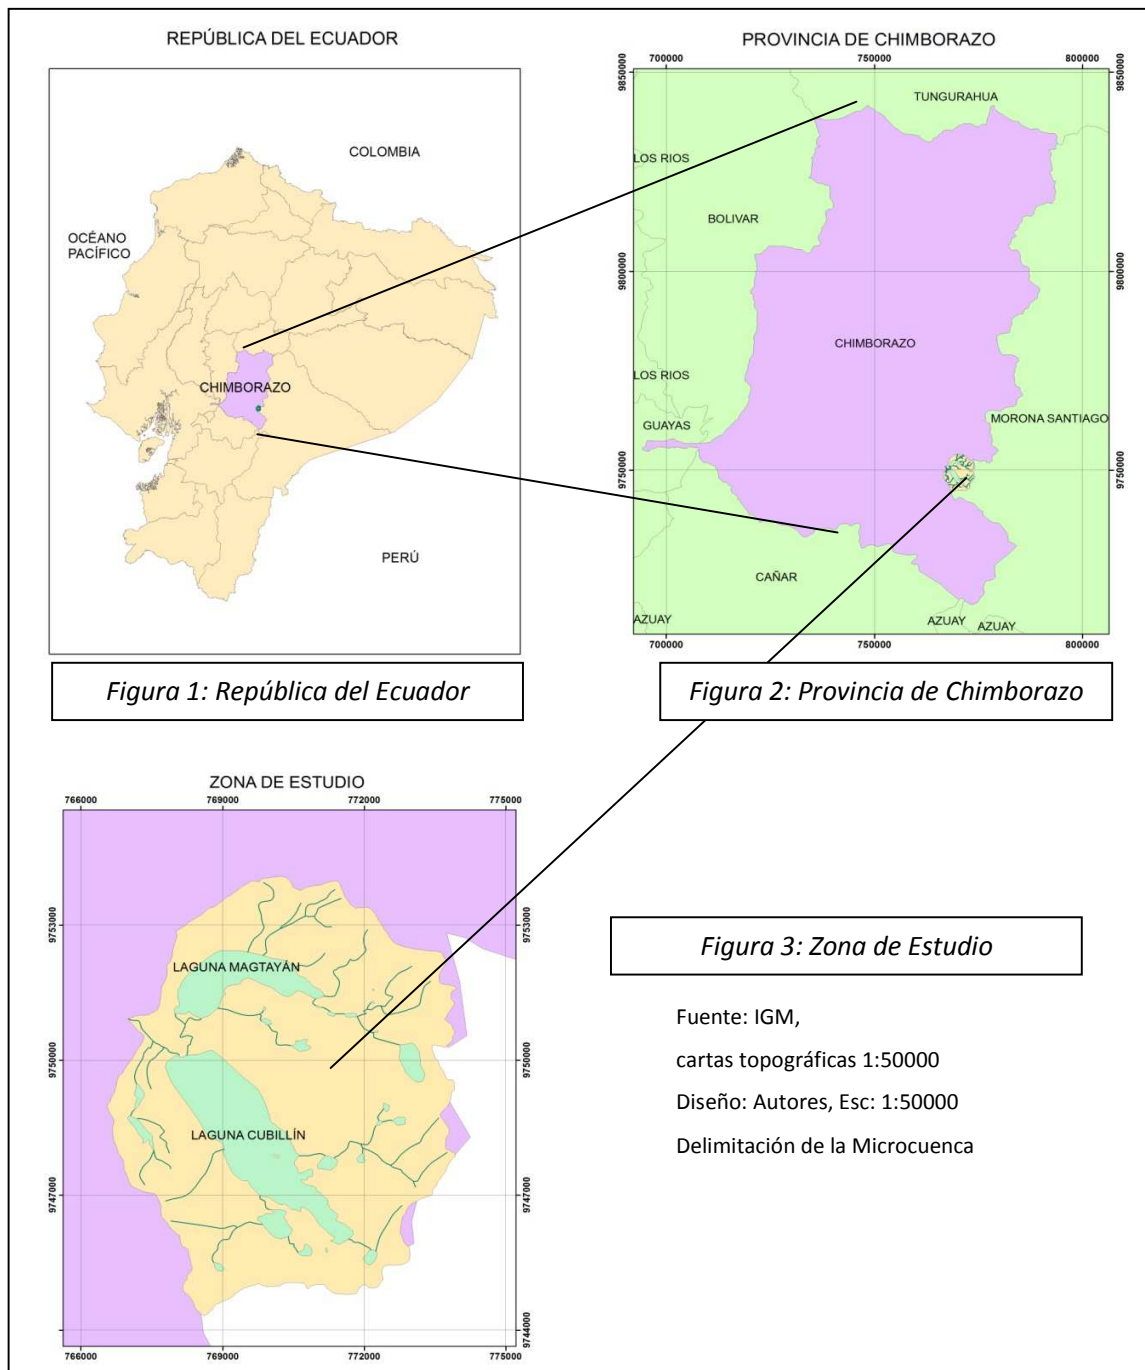 REPÚBLICA DEL ECUADOR
COLOMBIA
OCÉANO
PACÍFICO
CHIMBORAZO
PERÚ
Figura 1: República del Ecuador
PROVINCIA DE CHIMBORAZO
700000 750000 800000
9850000 9850000
TUNGURAHUA
LOS RIOS
BOLIVAR
9800000 9800000
CHIMBORAZO
LOS RIOS
GUAYAS
MORONA SANTIAGO
9750000 9750000
CAÑAR
AZUAY AZUAY AZUAY
700000 750000 800000
Figura 2: Provincia de Chimborazo
ZONA DE ESTUDIO
766000 769000 772000 775000
9753000 9753000
LAGUNA MAGTAYÁN
9750000 9750000
LAGUNA CUBILLÍN
9747000 9747000
9744000 9744000
766000 769000 772000 775000
Figura 3: Zona de Estudio
Fuente: IGM,
cartas topográficas 1:50000
Diseño: Autores, Esc: 1:50000
Delimitación de la Microcuenca